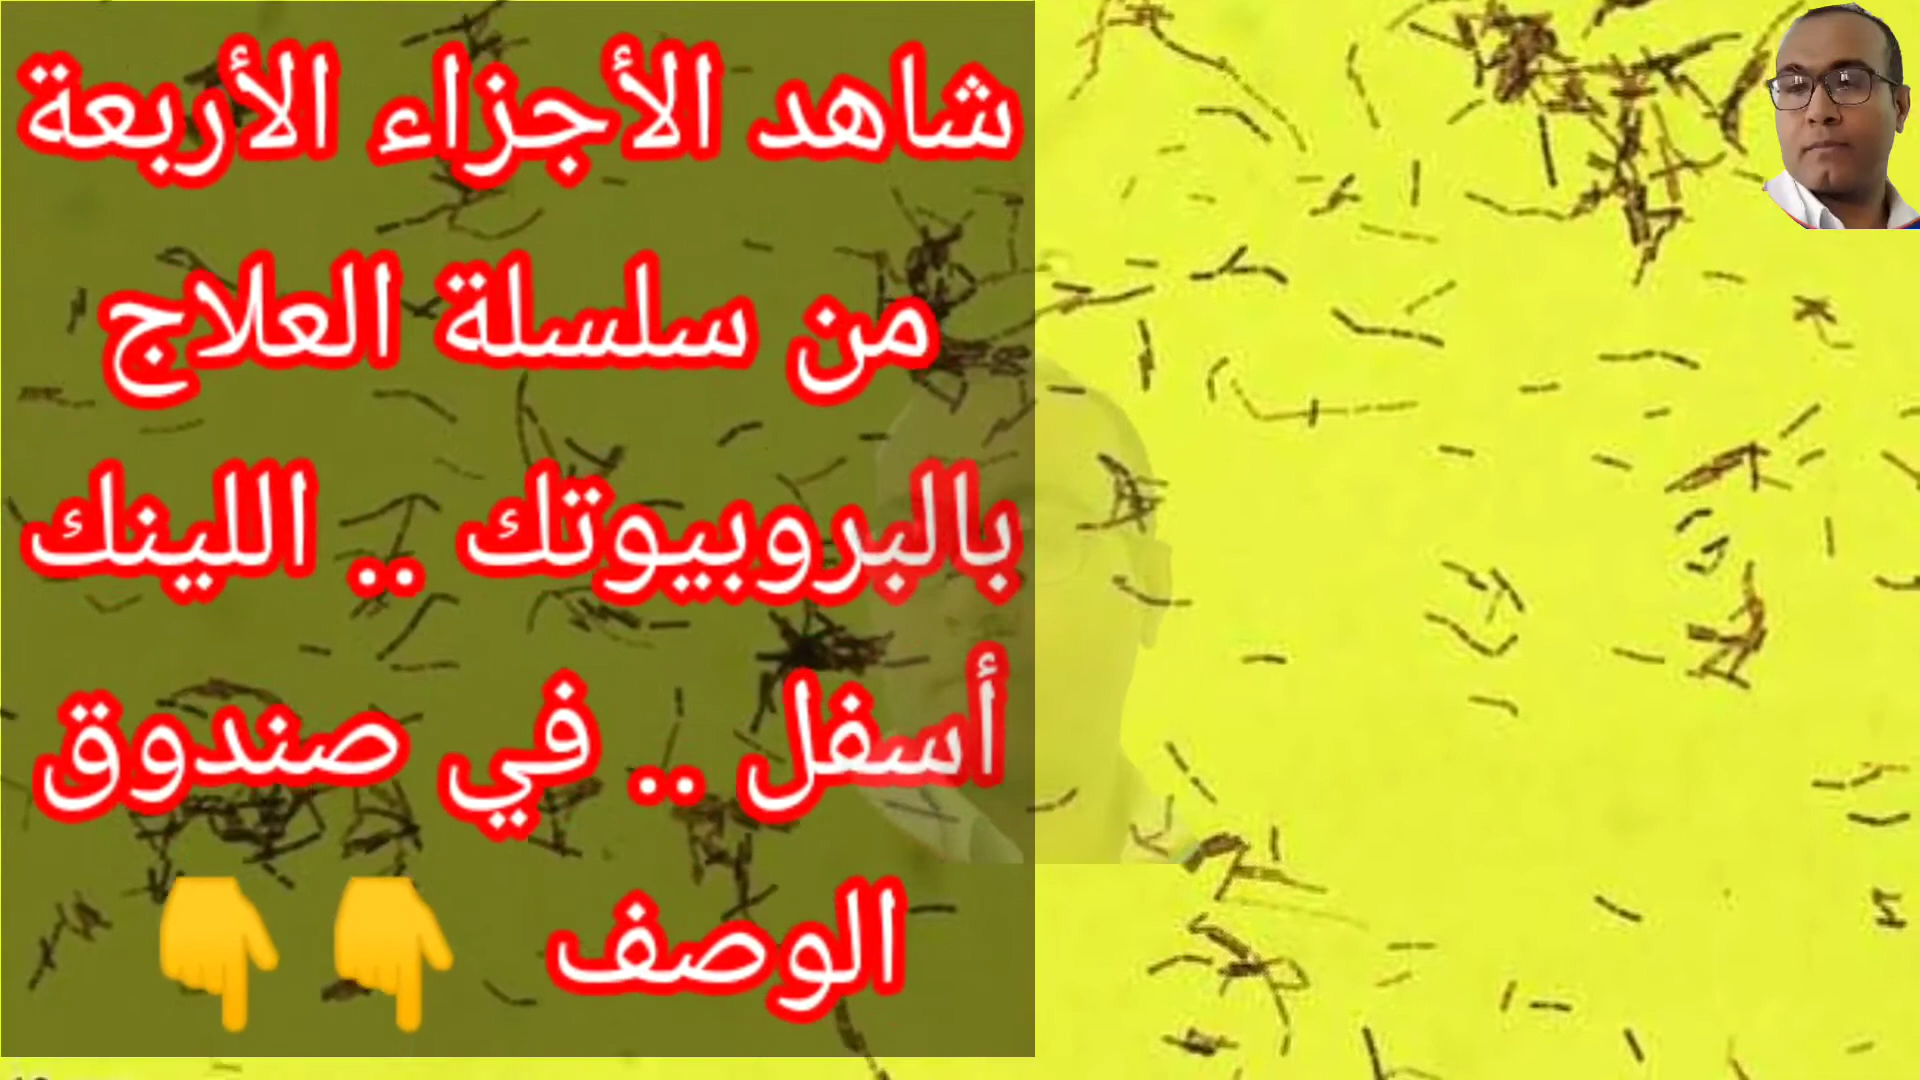 شاهد الأجزاء الأربعة
من سلسلة العلاج
بالبروبيوتك .. اللينك
أسفل .. في صندوق
الوصف 👇👇